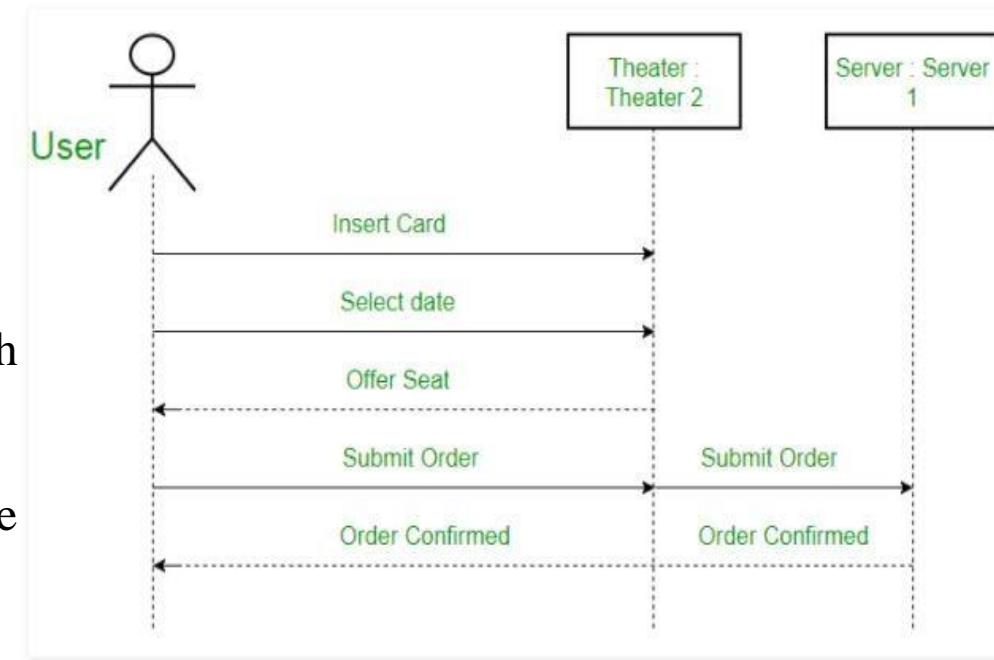 Theater :
Theater 2
Server : Server
1
User
Insert Card
Select date
h
Offer Seat
Submit Order
Submit Order
e
Order Confirmed
Order Confirmed